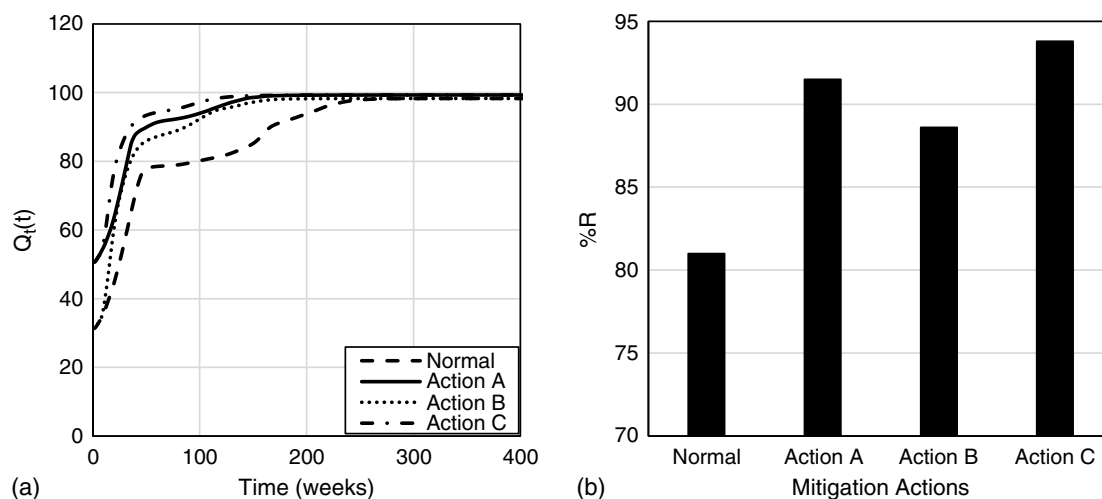 120
100
80
60
40
20
0
Qt(t)
0 100 200 300 400
Time (weeks)
Normal
Action A
Action B
Action C
(a)
95
90
85
80
75
70
%R
Normal Action A Action B Action C
Mitigation Actions
(b)